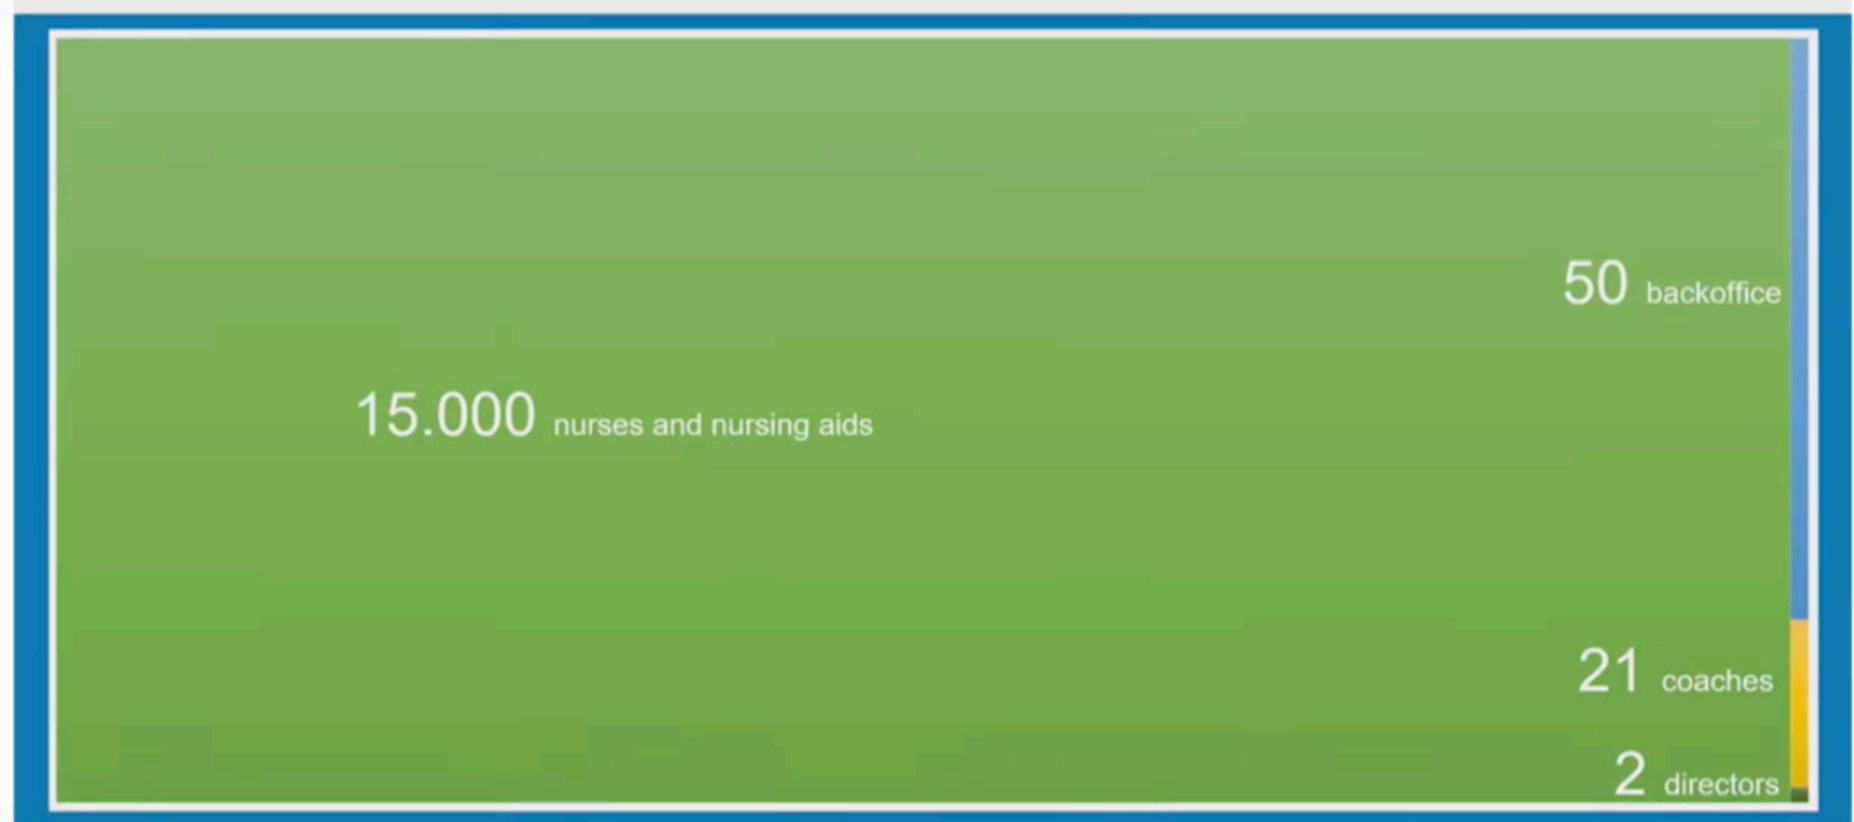 50 backoffice
15.000 nurses and nursing aids
21 coaches
2 directors